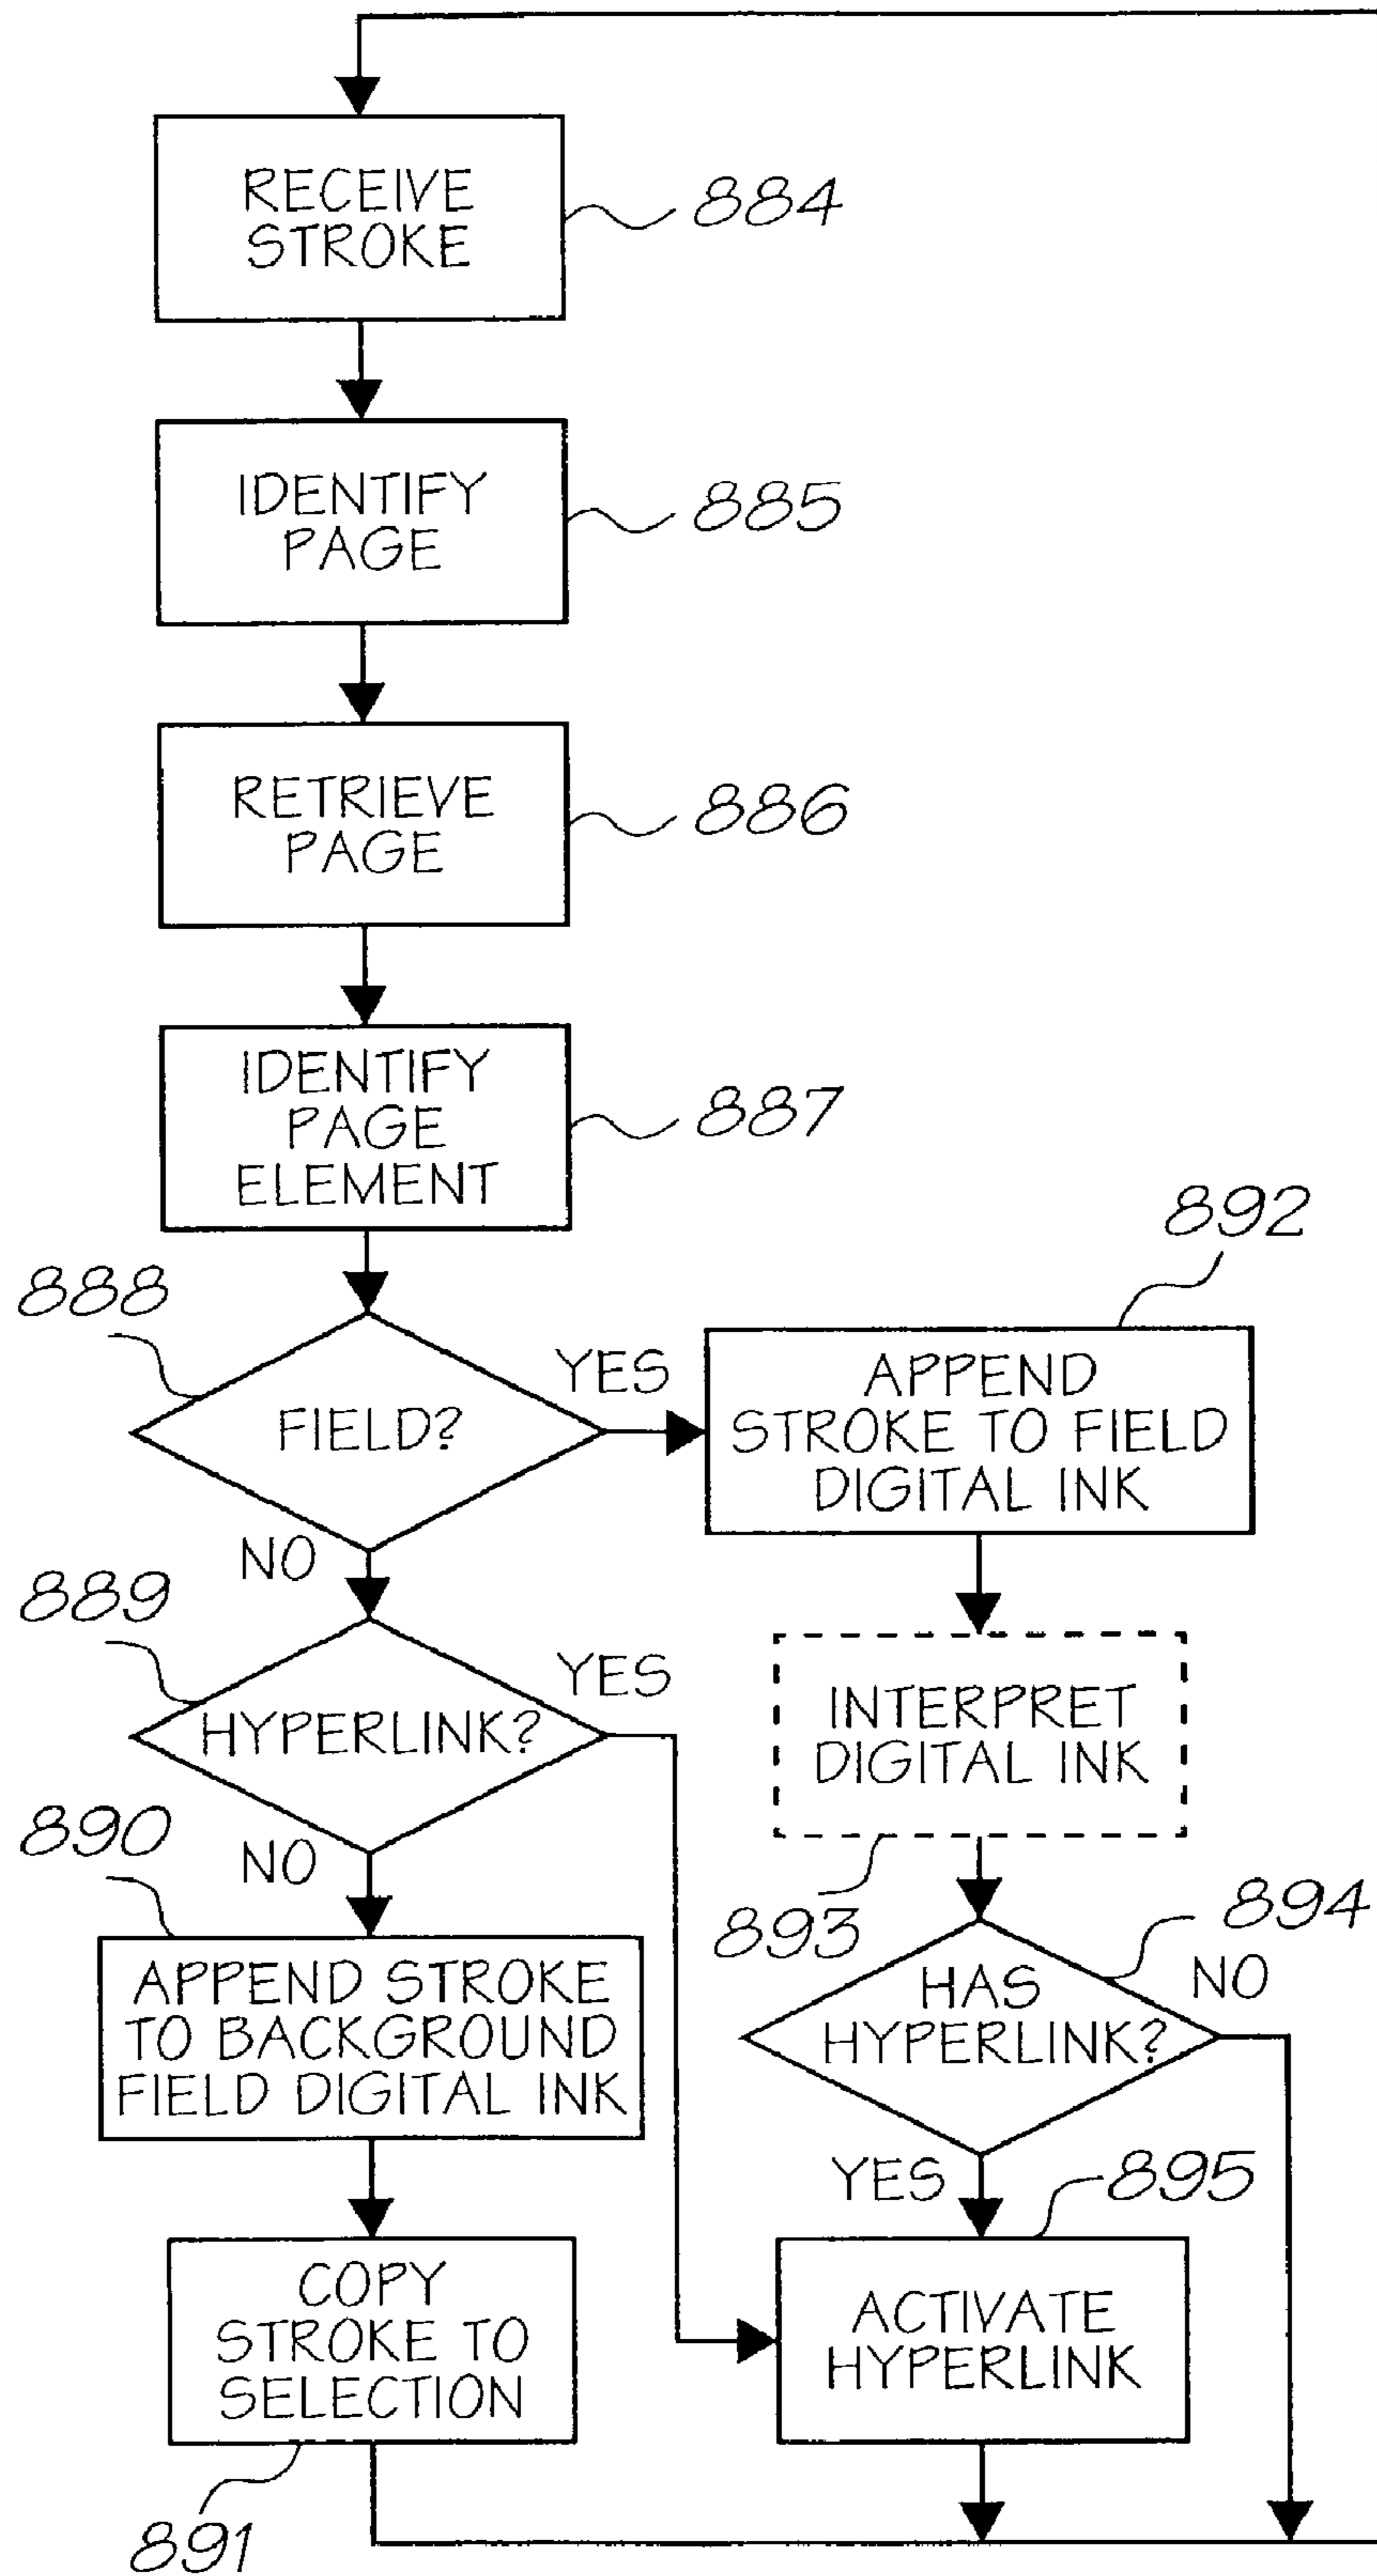 RECEIVE
STROKE
884
IDENTIFY
PAGE
885
RETRIEVE
PAGE
886
IDENTIFY
PAGE
ELEMENT
887
888
FIELD?
YES
NO
892
APPEND
STROKE TO FIELD
DIGITAL INK
889
HYPERLINK?
YES
NO
INTERPRET
DIGITAL INK
893
890
APPEND STROKE
TO BACKGROUND
FIELD DIGITAL INK
894
HAS
HYPERLINK?
NO
YES
COPY
STROKE TO
SELECTION
891
895
ACTIVATE
HYPERLINK